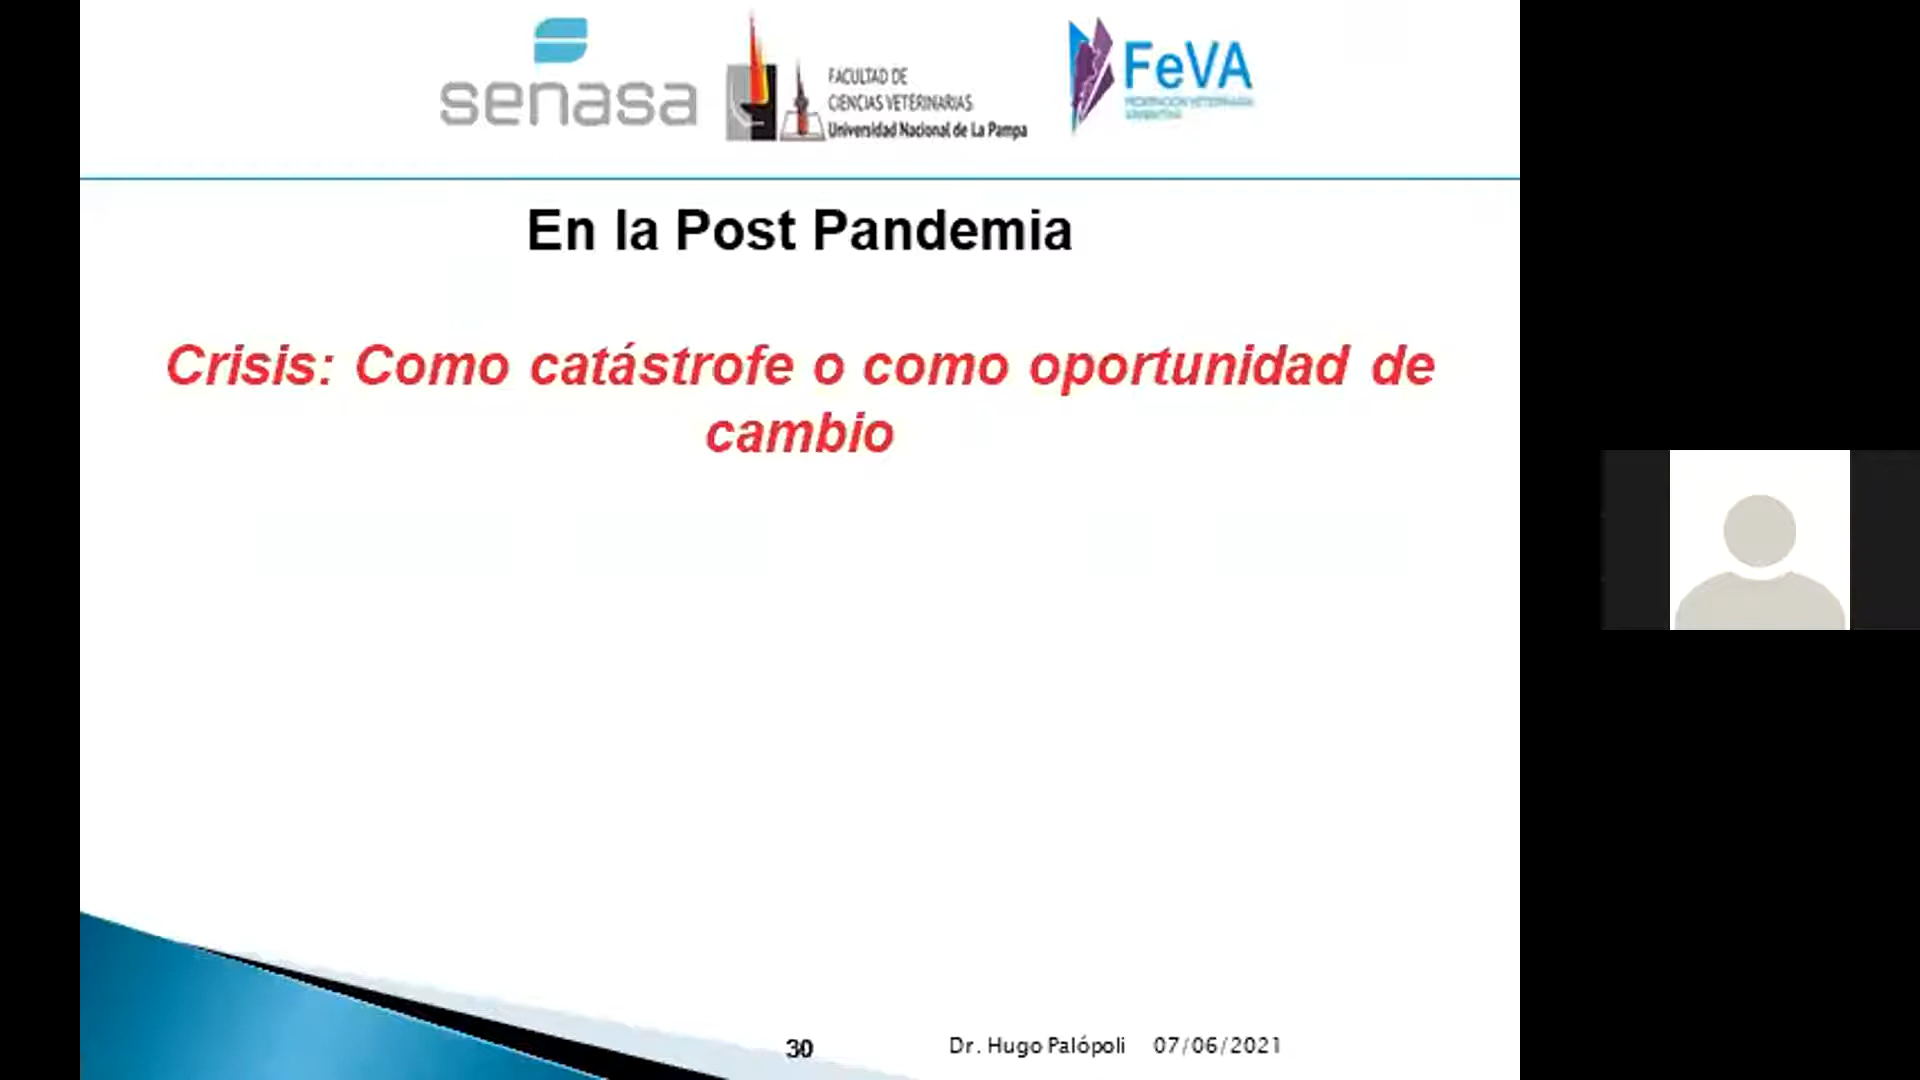 senasa
FACULTAD DE
CIENCIAS VETERINARIAS
Universidad Nacional de La Pampa
FeVA
FEDERACION VETERINARIA
ARGENTINA
En la Post Pandemia
Crisis: Como catástrofe o como oportunidad de
cambio
30
Dr. Hugo Palópoli 07/06/2021